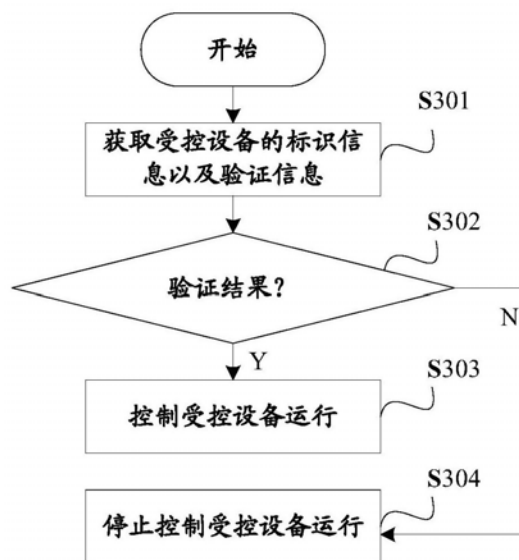 开始
S301
获取受控设备的标识信
息以及验证信息
S302
验证结果?
N
Y
S303
控制受控设备运行
S304
停止控制受控设备运行